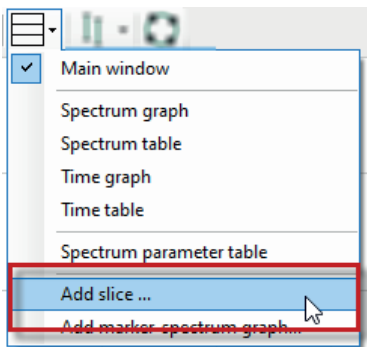 Main window
Spectrum graph
Spectrum table
Time graph
Time table
Spectrum parameter table
Add slice ...
Add marker-spectrum graph...